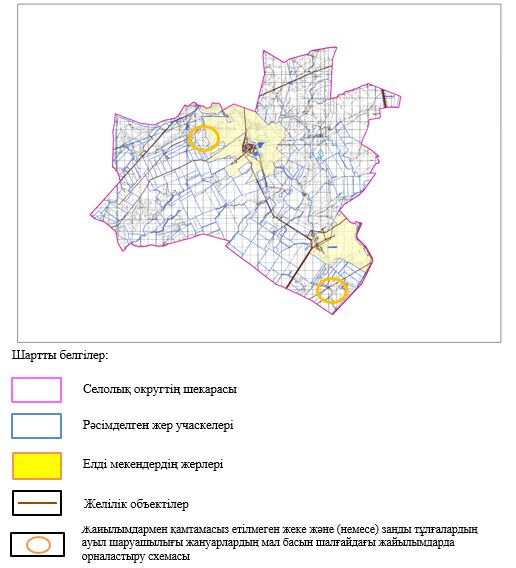 Шартты белгілер:
Селолық округтің шекарасы
Рәсімделген жер учаскелері
Елді мекендердің жерлері
Желілік объектілер
Жайылымдармен қамтамасыз етілмеген жеке және (немесе) заңды тұлғалардың
ауыл шаруашылығы жануарлардың мал басын шалғайдағы жайылымдарда
орналастыру схемасы